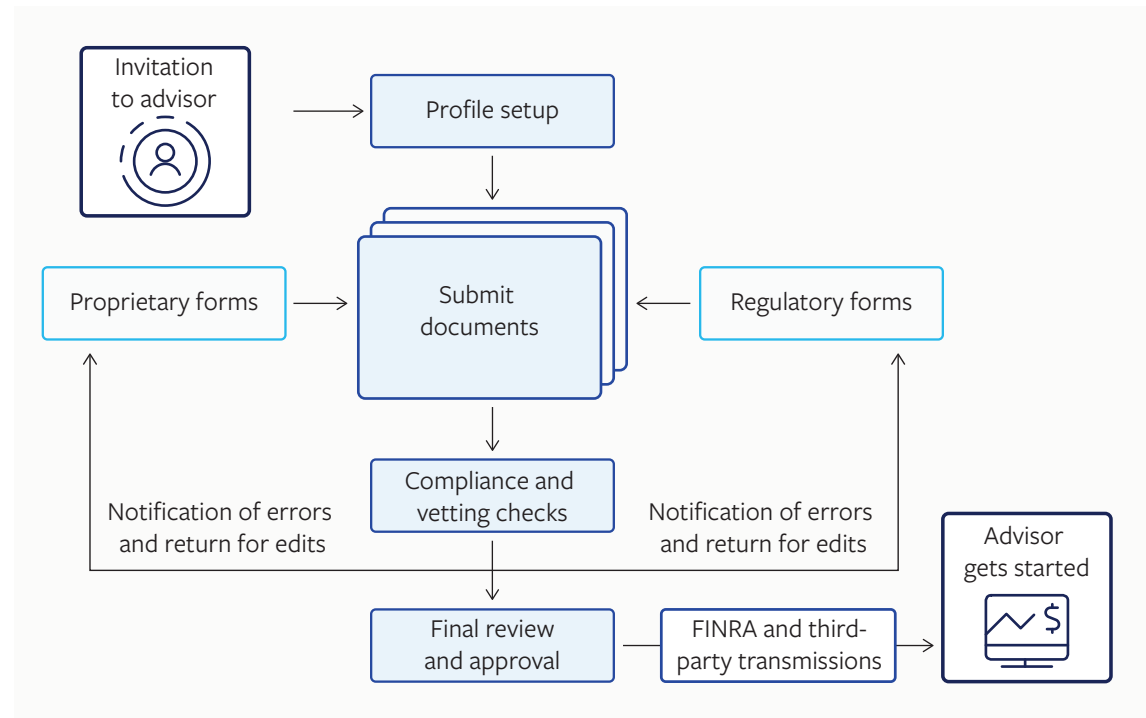 Invitation
to advisor
Profile setup
Proprietary forms
Submit
documents
Regulatory forms
Compliance and
vetting checks
Notification of errors
and return for edits
Notification of errors
and return for edits
Final review
and approval
FINRA and third-
party transmissions
Advisor
gets started
$